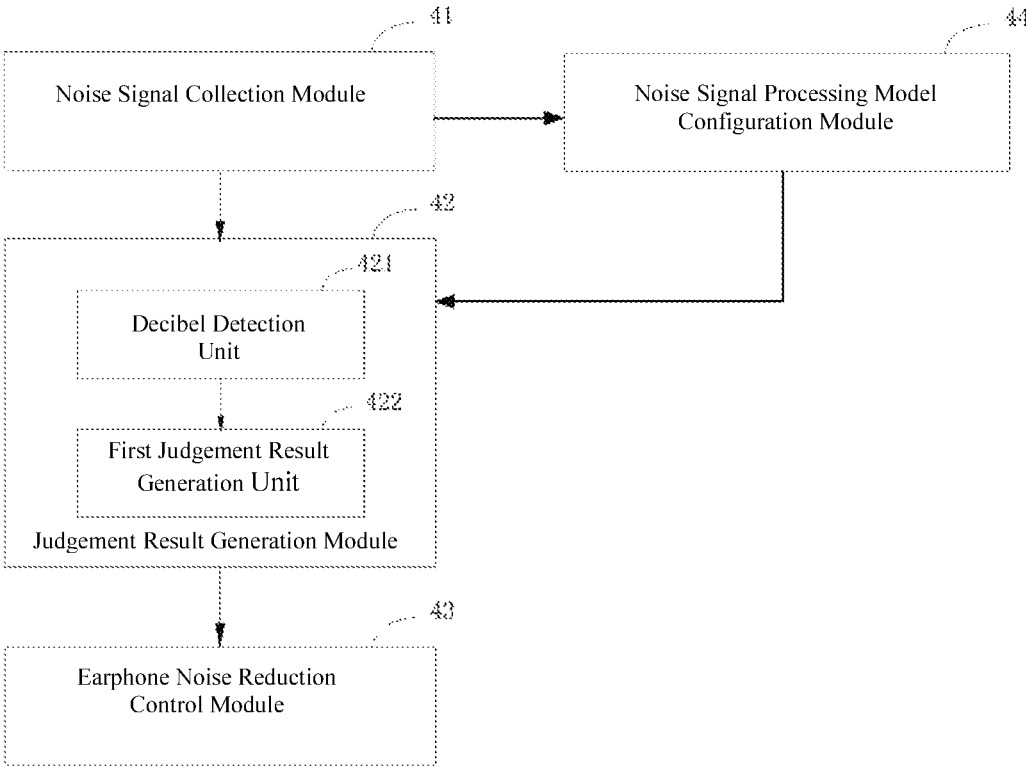 41
Noise Signal Collection Module
44
Noise Signal Processing Model
Configuration Module
42
421
Decibel Detection
Unit
422
First Judgement Result
Generation Unit
Judgement Result Generation Module
43
Earphone Noise Reduction
Control Module